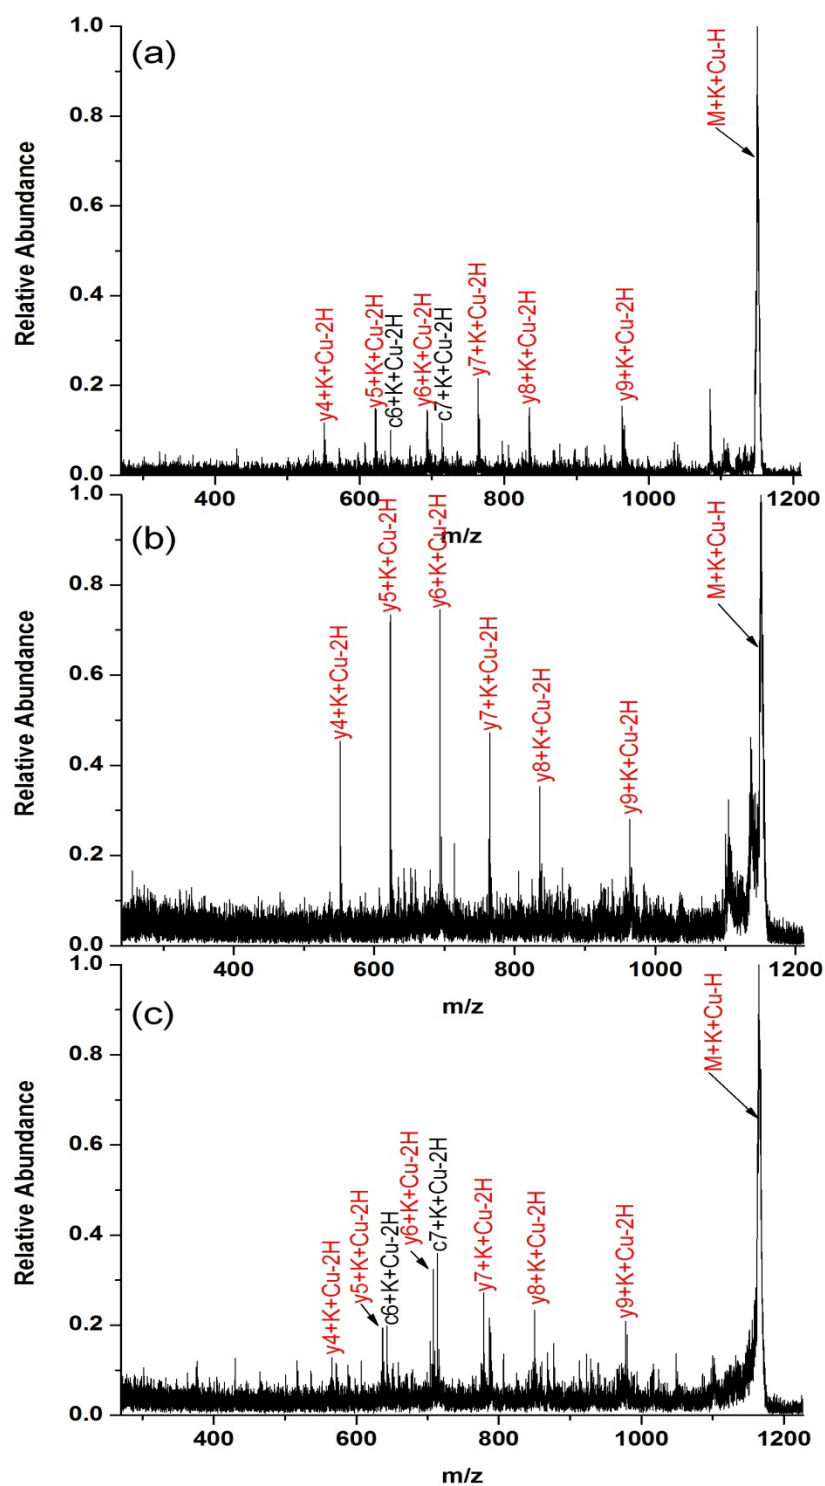 (a)
Relative Abundance
1.0
0.8
0.6
0.4
0.2
0.0
y4+K+Cu-2H
y5+K+Cu-2H
c6+K+Cu-2H
y6+K+Cu-2H
c7+K+Cu-2H
y7+K+Cu-2H
y8+K+Cu-2H
y9+K+Cu-2H
M+K+Cu-H
400
600
800
1000
1200
m/z
(b)
Relative Abundance
1.0
0.8
0.6
0.4
0.2
0.0
y4+K+Cu-2H
y5+K+Cu-2H
y6+K+Cu-2H
y7+K+Cu-2H
y8+K+Cu-2H
y9+K+Cu-2H
M+K+Cu-H
400
600
800
1000
1200
m/z
(c)
Relative Abundance
1.0
0.8
0.6
0.4
0.2
0.0
y4+K+Cu-2H
y5+K+Cu-2H
c6+K+Cu-2H
y6+K+Cu-2H
c7+K+Cu-2H
y7+K+Cu-2H
y8+K+Cu-2H
y9+K+Cu-2H
M+K+Cu-H
400
600
800
1000
1200
m/z